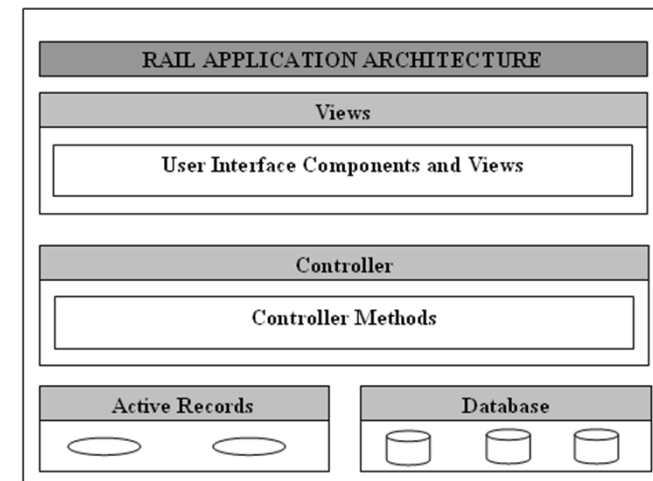 RAIL APPLICATION ARCHITECTURE
Views
User Interface Components and Views
Controller
Controller Methods
Active Records
Database